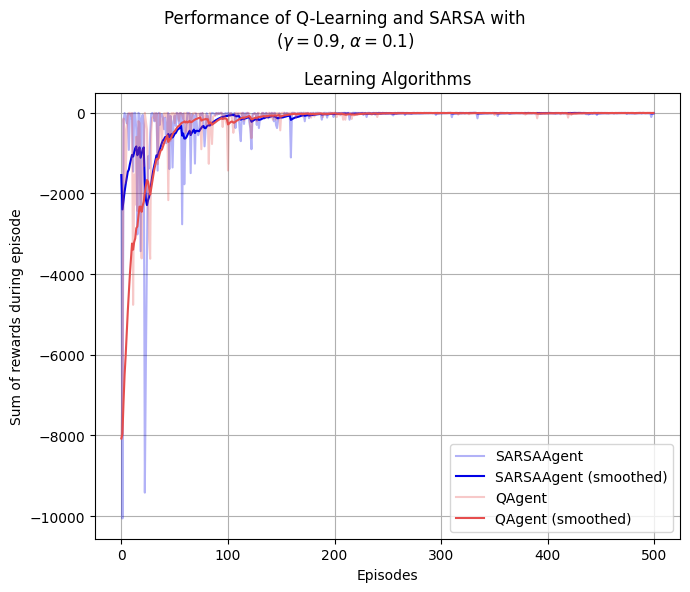 Performance of Q-Learning and SARSA with
(γ = 0.9, α = 0.1)
Learning Algorithms
Sum of rewards during episode
0
−2000
−4000
−6000
−8000
−10000
SARSAAgent
SARSAAgent (smoothed)
QAgent
QAgent (smoothed)
0 100 200 300 400 500
Episodes